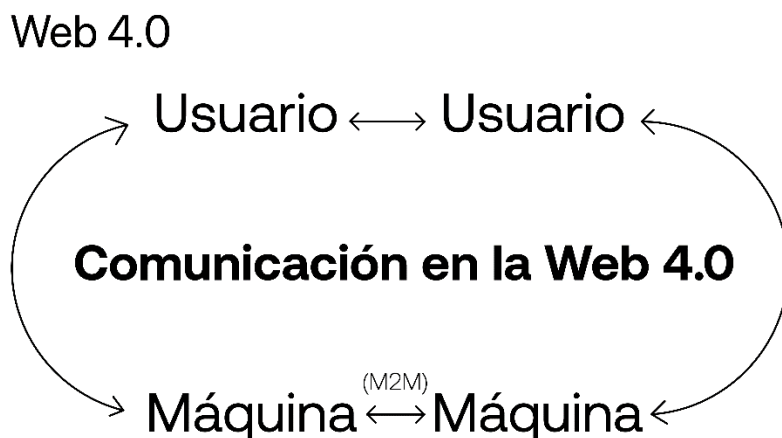 Web 4.0
Usuario Usuario
Comunicación en la Web 4.0
(M2M)
Máquina Máquina